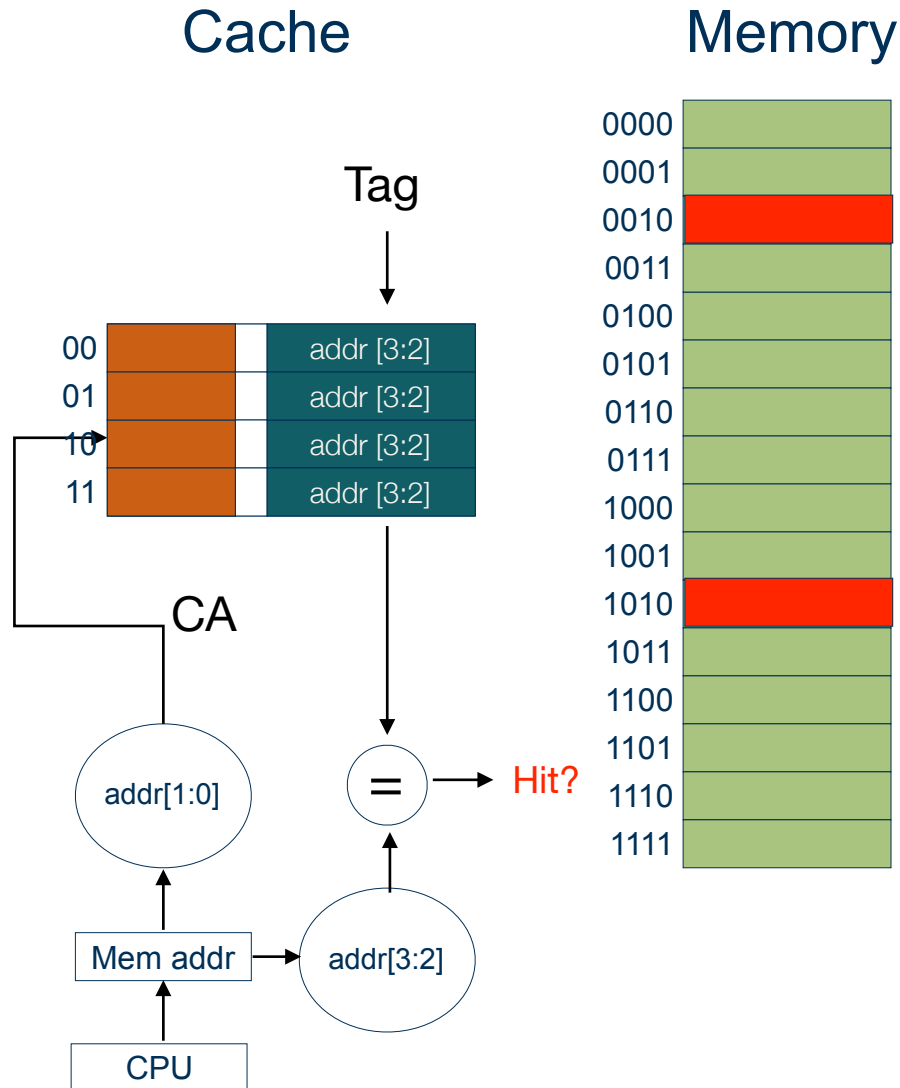 Cache
Memory
Tag
00
addr [3:2]
01
addr [3:2]
10
addr [3:2]
11
addr [3:2]
CA
addr[1:0]
=
Hit?
Mem addr
addr[3:2]
CPU
0000
0001
0010
0011
0100
0101
0110
0111
1000
1001
1010
1011
1100
1101
1110
1111